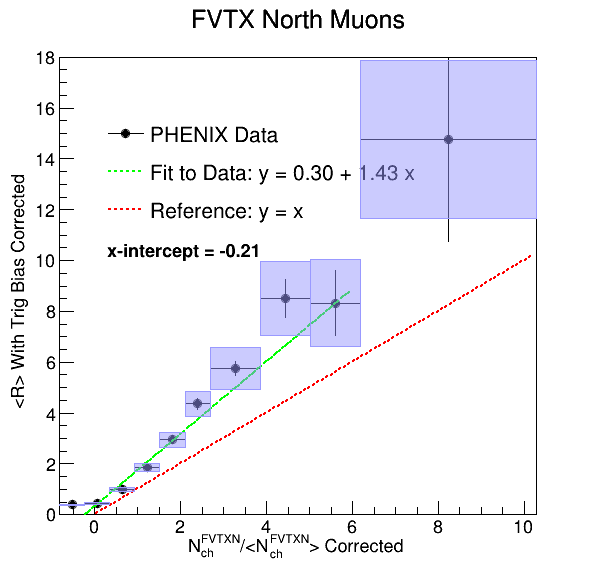 FVTX North Muons
<R> With Trig Bias Corrected
18
16
14
12
10
8
6
4
2
0
PHENIX Data
Fit to Data: y = 0.30 + 1.43 x
Reference: y = x
x-intercept = -0.21
0 2 4 6 8 10
N_ch^FVTXN/<N_ch^FVTXN> Corrected